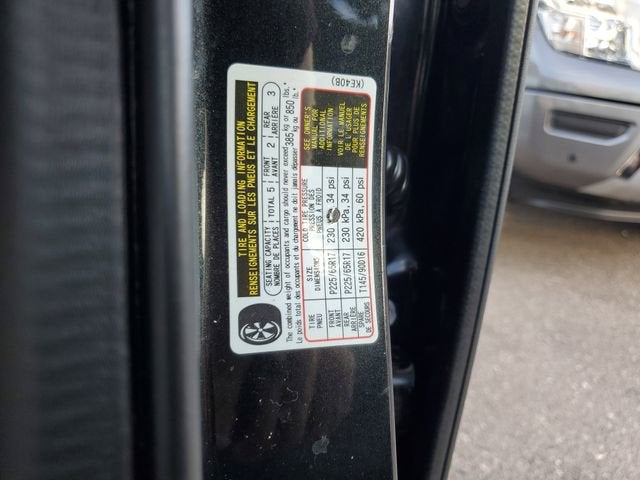 TIRE AND LOADING INFORMATION
RENSEIGNEMENTS SUR LES PNEUS ET LE CHARGEMENT
SEATING CAPACITY TOTAL 5 FRONT 2 REAR 3
NOMBRE DE PLACES AVANT ARRIÈRE
The combined weight of occupants and cargo should never exceed 385 kg or 850 lbs.
Le poids total des occupants et du chargement ne doit jamais dépasser kg ou lb.
TIRE SIZE COLD TIRE PRESSURE
PNEU DIMENSIONS PRESSION DES PNEUS À FROID
FRONT AVANT P225/65R17 230 34 psi
REAR ARRIÈRE P225/65R17 230 kPa, 34 psi
SPARE DE SECOURS T145/90D16 420 kPa, 60 psi
SEE OWNER'S
MANUAL FOR
ADDITIONAL
INFORMATION
VOIR LE MANUEL
DE L'USAGER
POUR PLUS DE
RENSEIGNEMENTS
(KE40B)